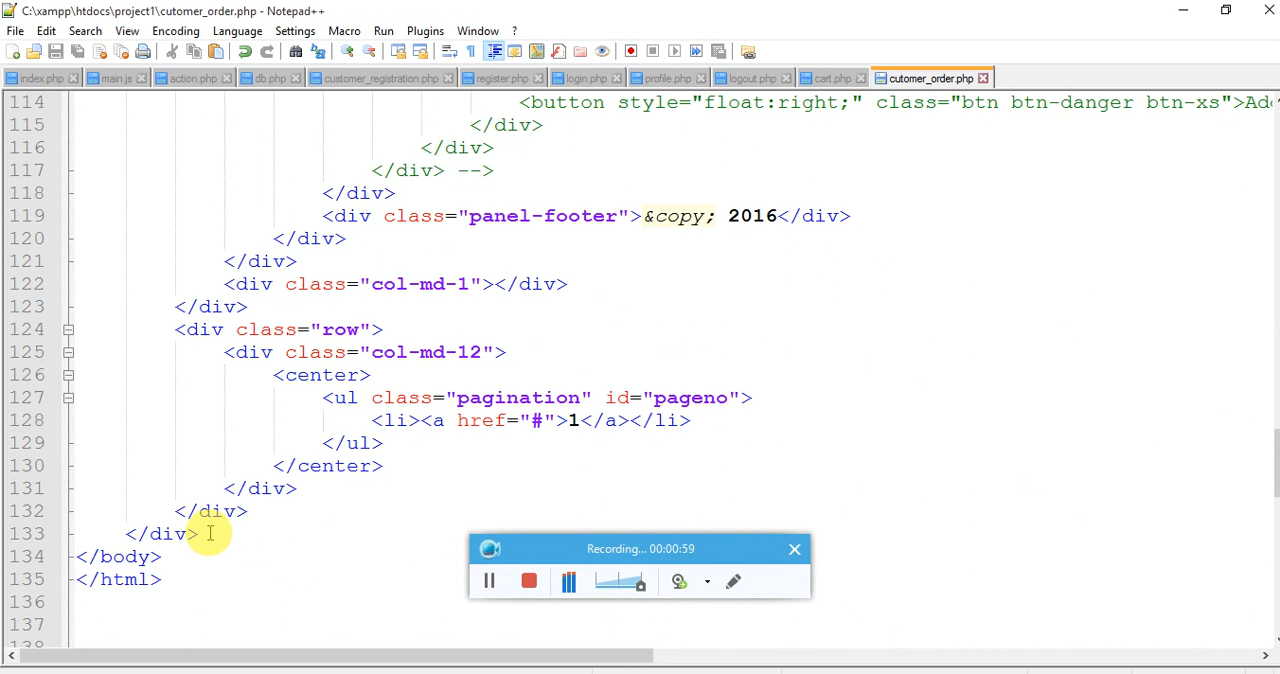 C:\xampp\htdocs\project1\cutomer_order.php - Notepad++
File Edit Search View Encoding Language Settings Macro Run Plugins Window ?
index.php main.js action.php db.php customer_registration.php register.php login.php profile.php logout.php cart.php cutomer_order.php
114 <button style="float:right;" class="btn btn-danger btn-xs">Ad
115 </div>
116 </div>
117 </div> -->
118 </div>
119 <div class="panel-footer">&copy; 2016</div>
120 </div>
121 </div>
122 <div class="col-md-1"></div>
123 </div>
124 <div class="row">
125 <div class="col-md-12">
126 <center>
127 <ul class="pagination" id="pageno">
128 <li><a href="#">1</a></li>
129 </ul>
130 </center>
131 </div>
132 </div>
133 </div>
134 </body>
135 </html>
136
137
Recording... 00:00:59